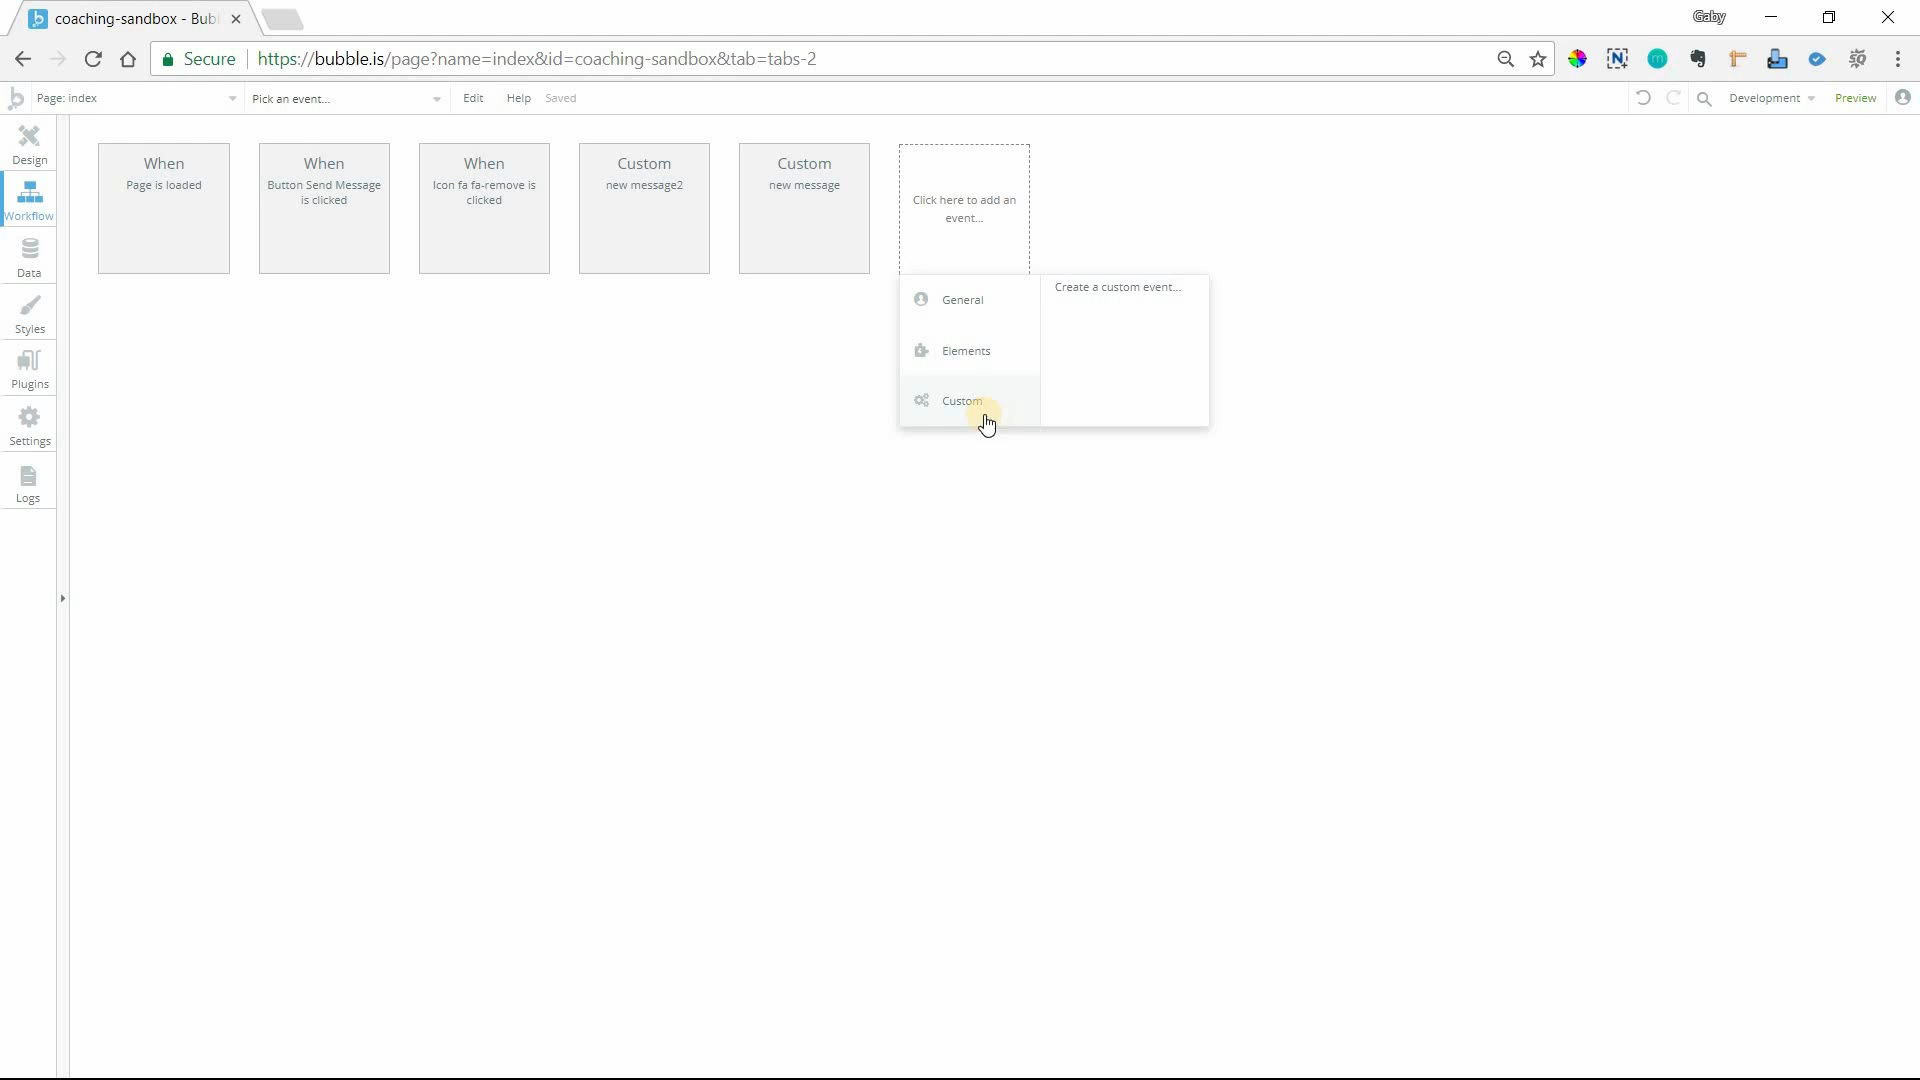 coaching-sandbox - Bub
Gaby
Secure
https://bubble.is/page?name=index&id=coaching-sandbox&tab=tabs-2
Page: index
Pick an event...
Edit
Help
Saved
Development
Preview
Design
Workflow
Data
Styles
Plugins
Settings
Logs
When
Page is loaded
When
Button Send Message
is clicked
When
Icon fa fa-remove is
clicked
Custom
new message2
Custom
new message
Click here to add an
event...
General
Elements
Custom
Create a custom event...